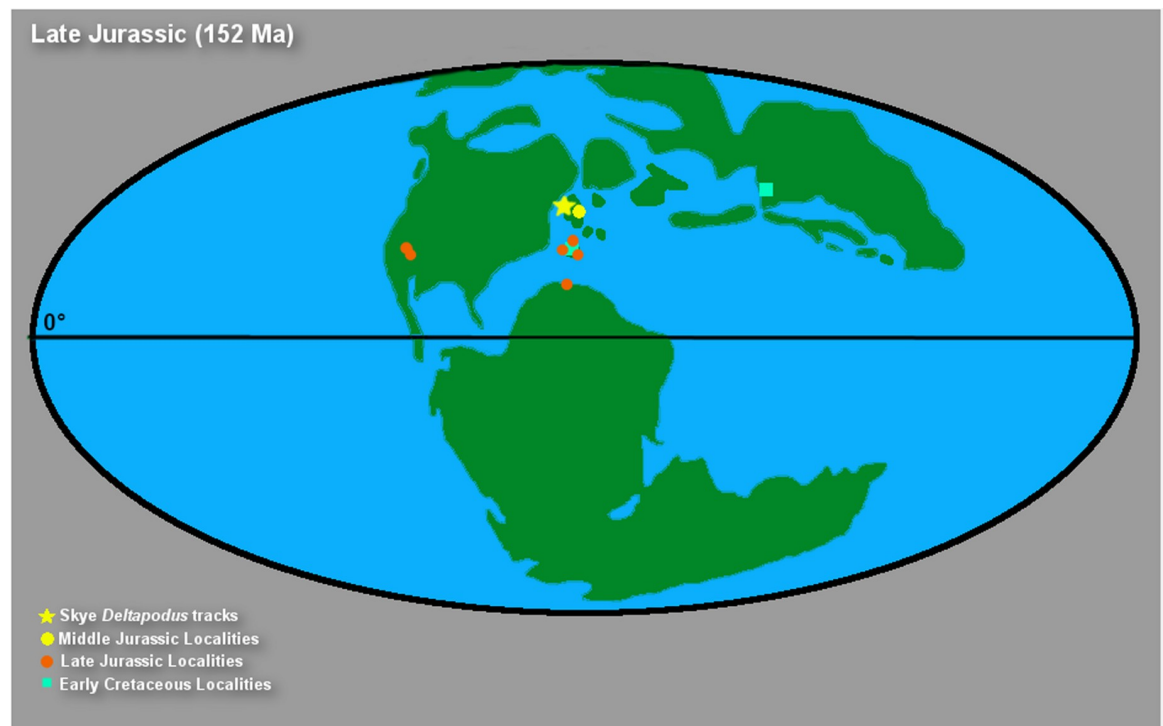 Late Jurassic (152 Ma)
0°
Skye Deltapodus tracks
Middle Jurassic Localities
Late Jurassic Localities
Early Cretaceous Localities